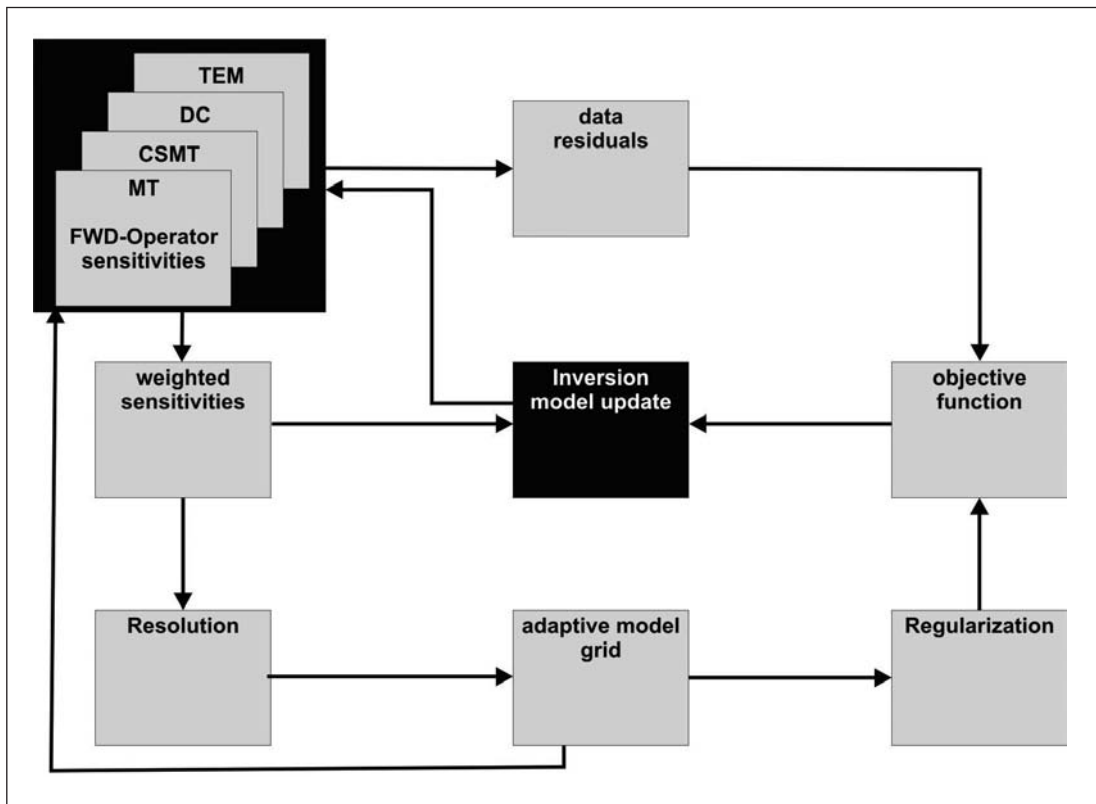 TEM
DC
CSMT
MT
FWD-Operator
sensitivities
data
residuals
weighted
sensitivities
Inversion
model update
objective
function
Resolution
adaptive model
grid
Regularization